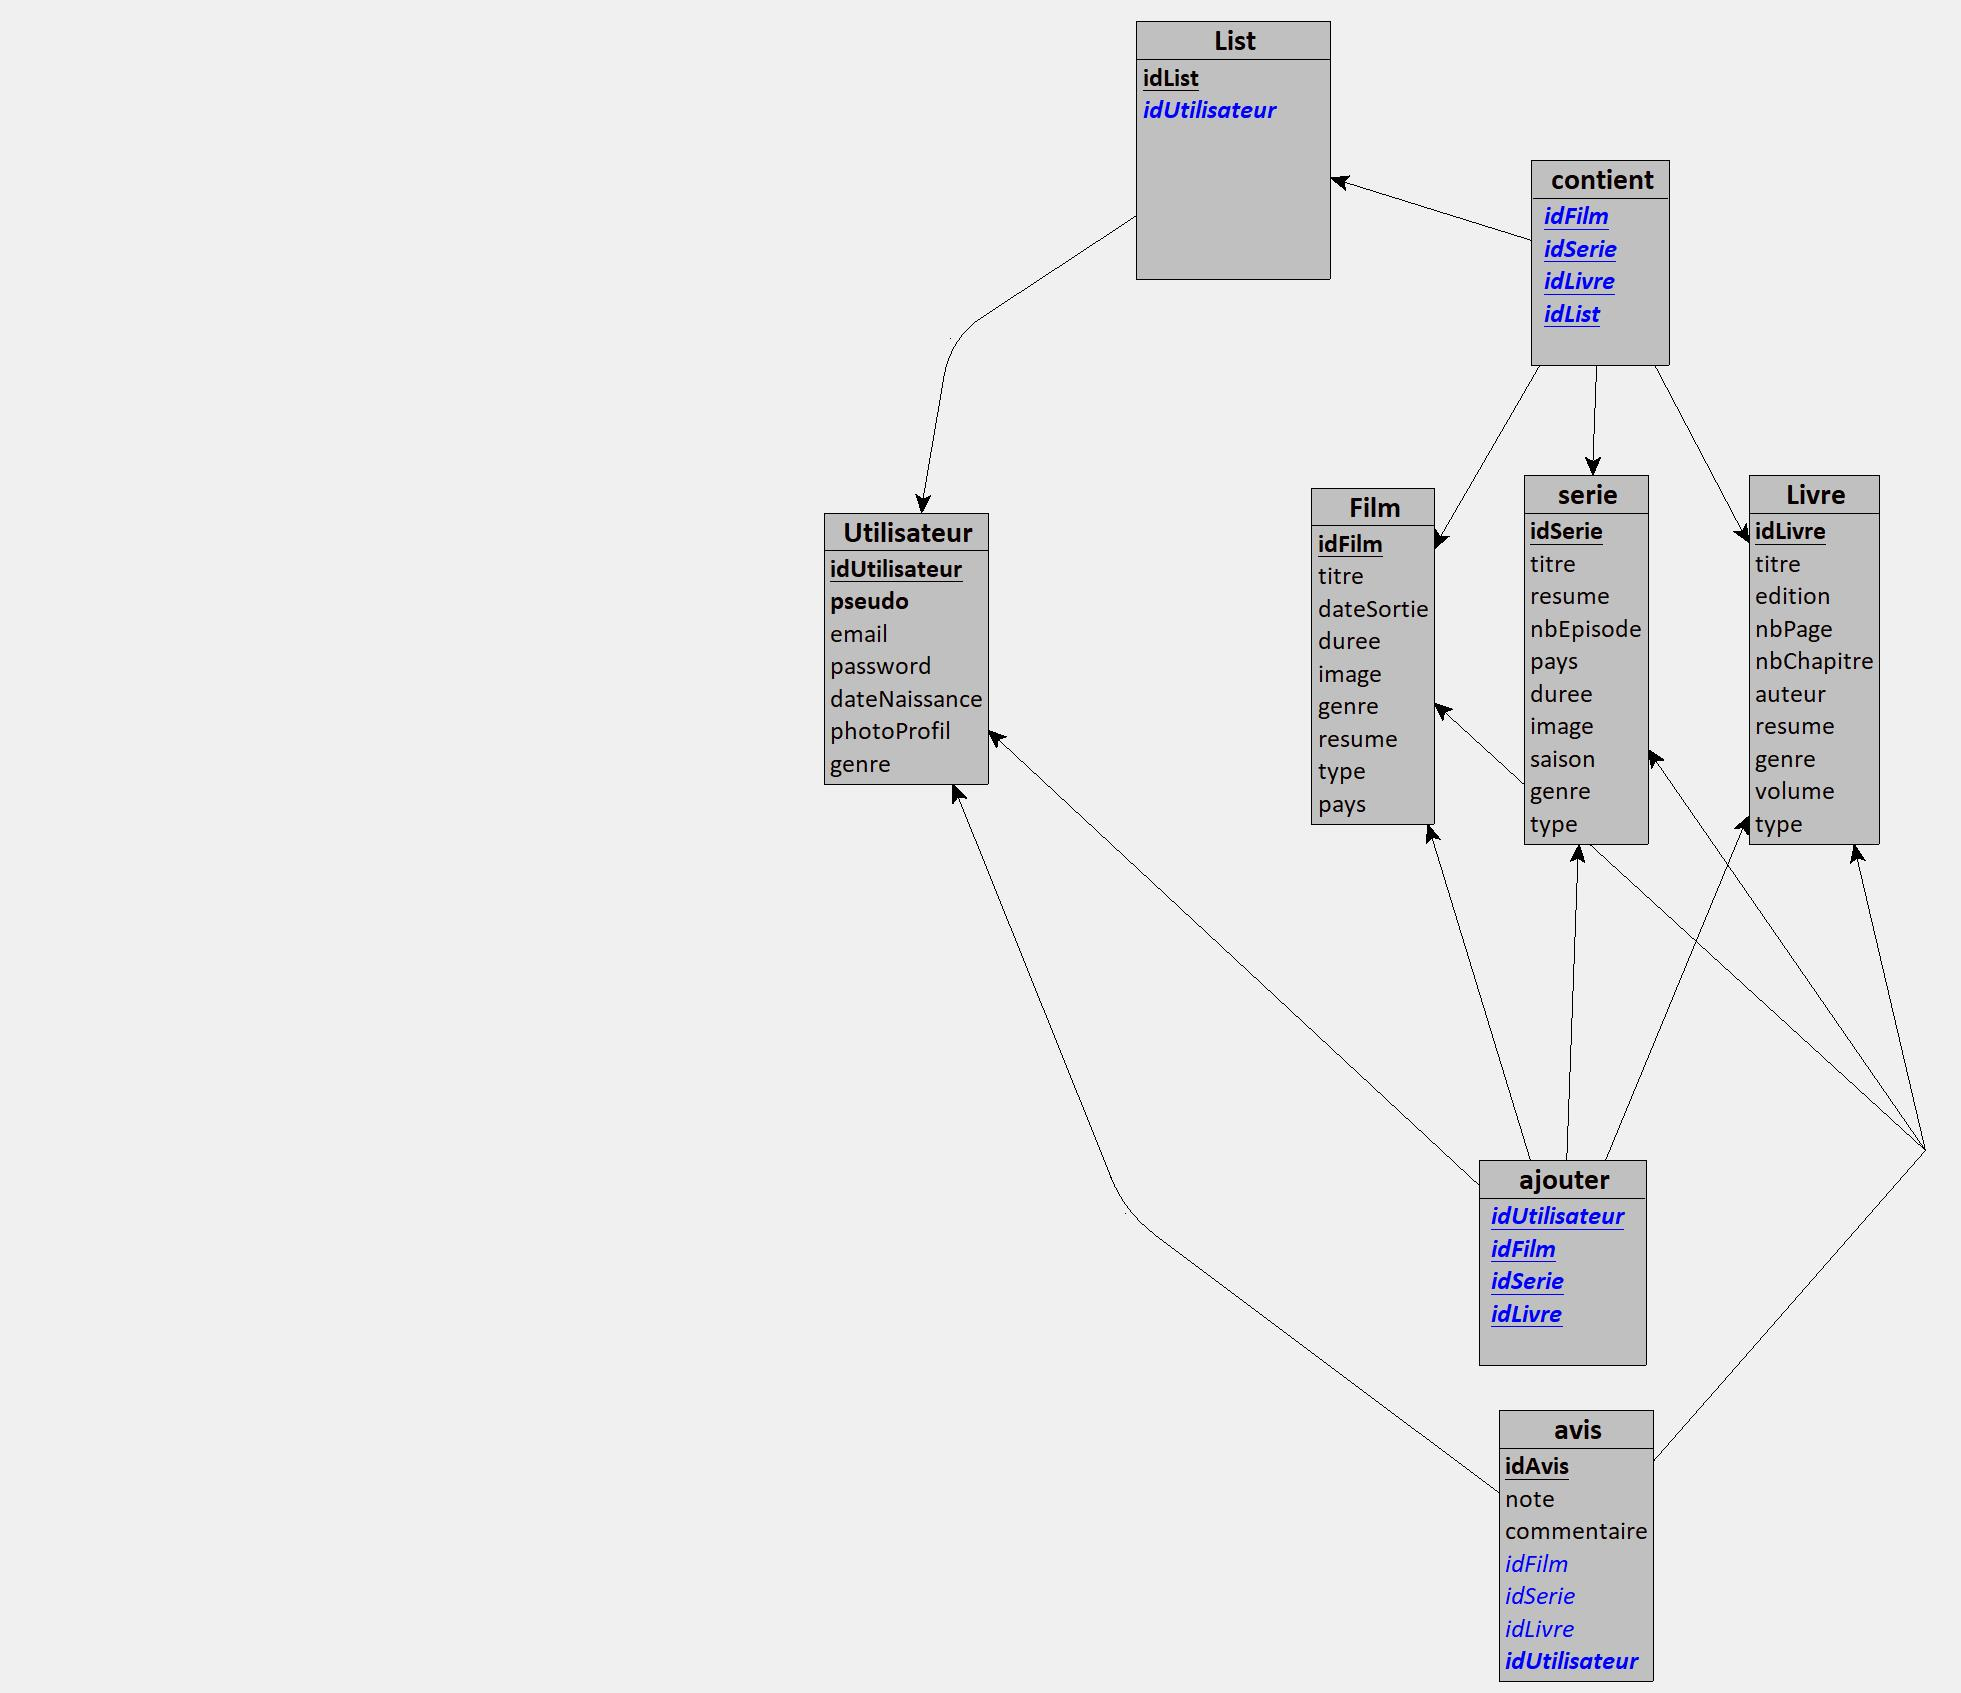 List
idList
idUtilisateur
contient
idFilm
idSerie
idLivre
idList
Utilisateur
idUtilisateur
pseudo
email
password
dateNaissance
photoProfil
genre
Film
idFilm
titre
dateSortie
duree
image
genre
resume
type
pays
serie
idSerie
titre
resume
nbEpisode
pays
duree
image
saison
genre
type
Livre
idLivre
titre
edition
nbPage
nbChapitre
auteur
resume
genre
volume
type
ajouter
idUtilisateur
idFilm
idSerie
idLivre
avis
idAvis
note
commentaire
idFilm
idSerie
idLivre
idUtilisateur